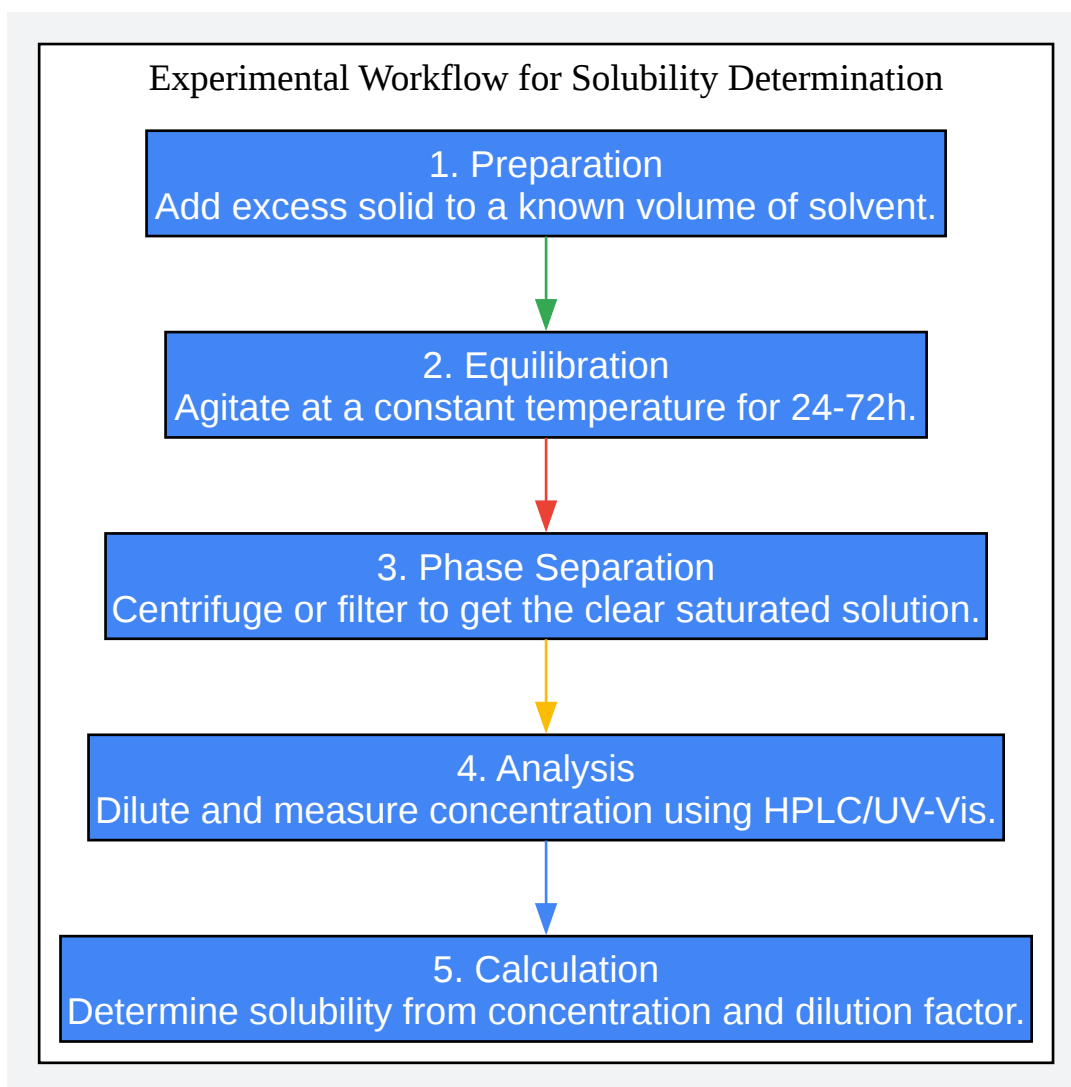 Experimental Workflow for Solubility Determination
1. Preparation
Add excess solid to a known volume of solvent.
2. Equilibration
Agitate at a constant temperature for 24-72h.
3. Phase Separation
Centrifuge or filter to get the clear saturated solution.
4. Analysis
Dilute and measure concentration using HPLC/UV-Vis.
5. Calculation
Determine solubility from concentration and dilution factor.